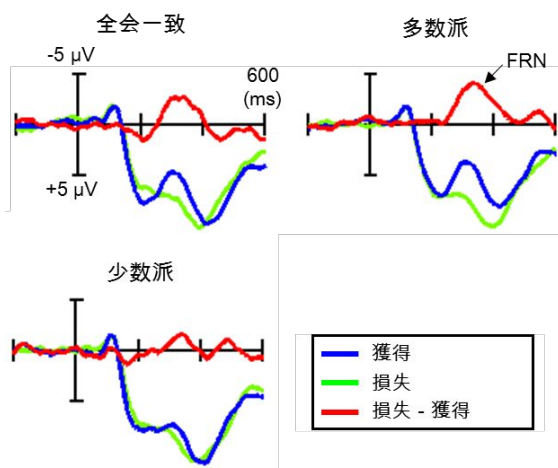 全会一致
多数派
-5 μV
600
(ms)
FRN
+5 μV
少数派
獲得
損失
損失 - 獲得